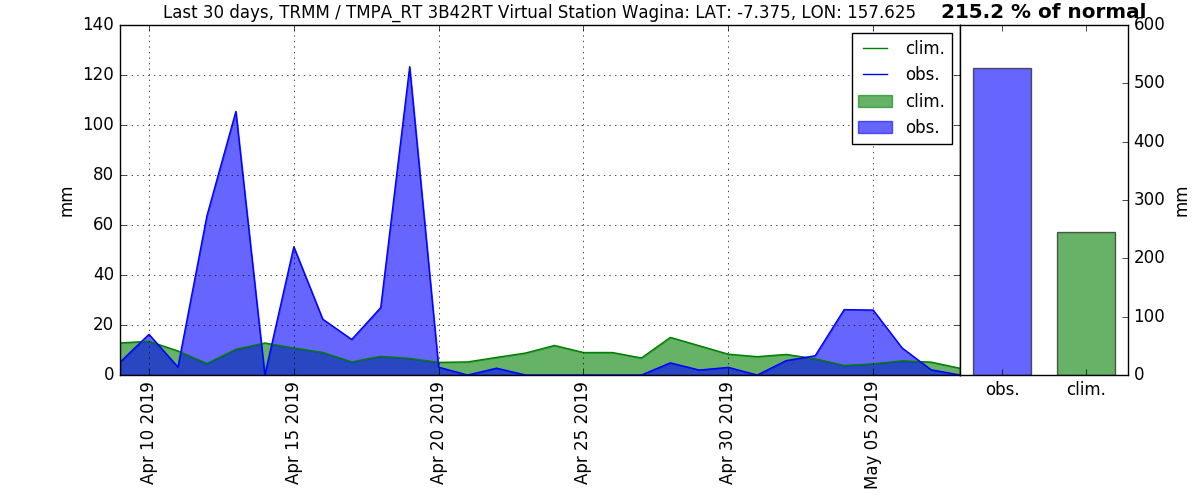 Last 30 days, TRMM / TMPA_RT 3B42RT Virtual Station Wagina: LAT: -7.375, LON: 157.625
215.2 % of normal
140
120
100
80
60
40
20
0
mm
clim.
obs.
clim.
obs.
Apr 10 2019
Apr 15 2019
Apr 20 2019
Apr 25 2019
Apr 30 2019
May 05 2019
600
500
400
300
200
100
0
mm
obs.
clim.